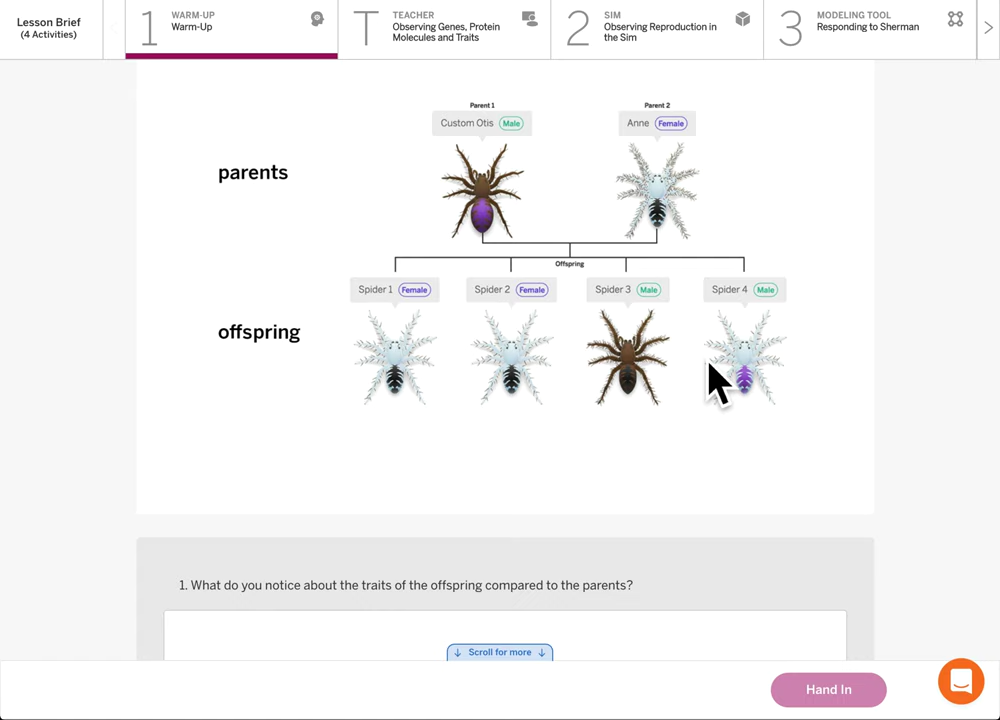 Lesson Brief
(4 Activities)
1
WARM-UP
Warm-Up
T
TEACHER
Observing Genes, Protein
Molecules and Traits
2
SIM
Observing Reproduction in
the Sim
3
MODELING TOOL
Responding to Sherman
Parent 1
Parent 2
Custom Otis Male
Anne Female
parents
Offspring
Spider 1 Female
Spider 2 Female
Spider 3 Male
Spider 4 Male
offspring
1. What do you notice about the traits of the offspring compared to the parents?
↓ Scroll for more ↓
Hand In